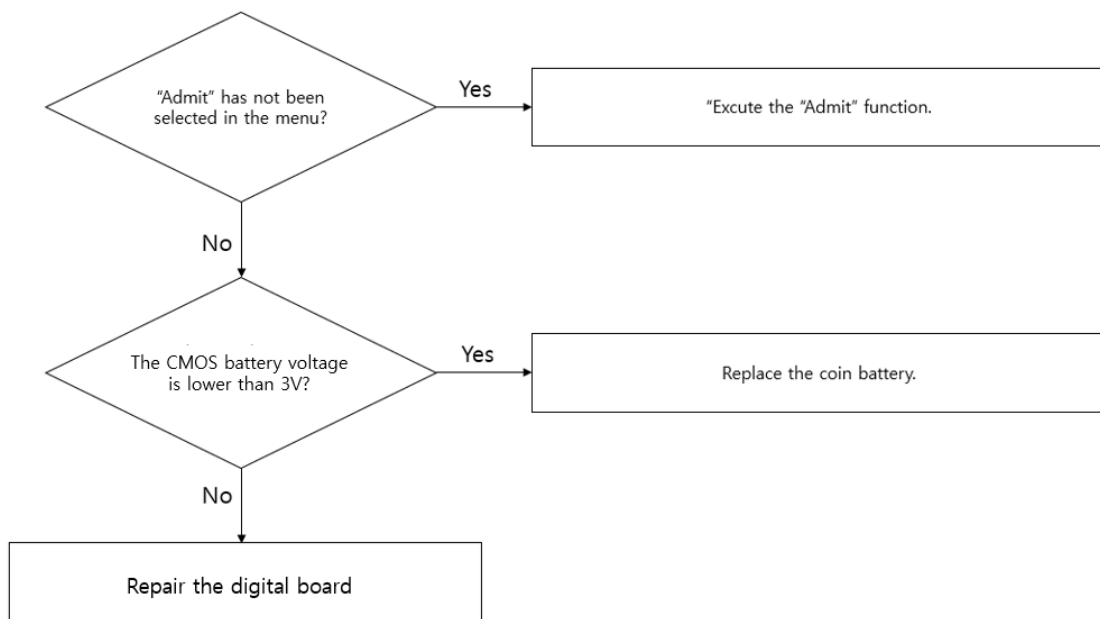 “Admit” has not been
selected in the menu?
Yes
“Excute the “Admit” function.
No
The CMOS battery voltage
is lower than 3V?
Yes
Replace the coin battery.
No
Repair the digital board